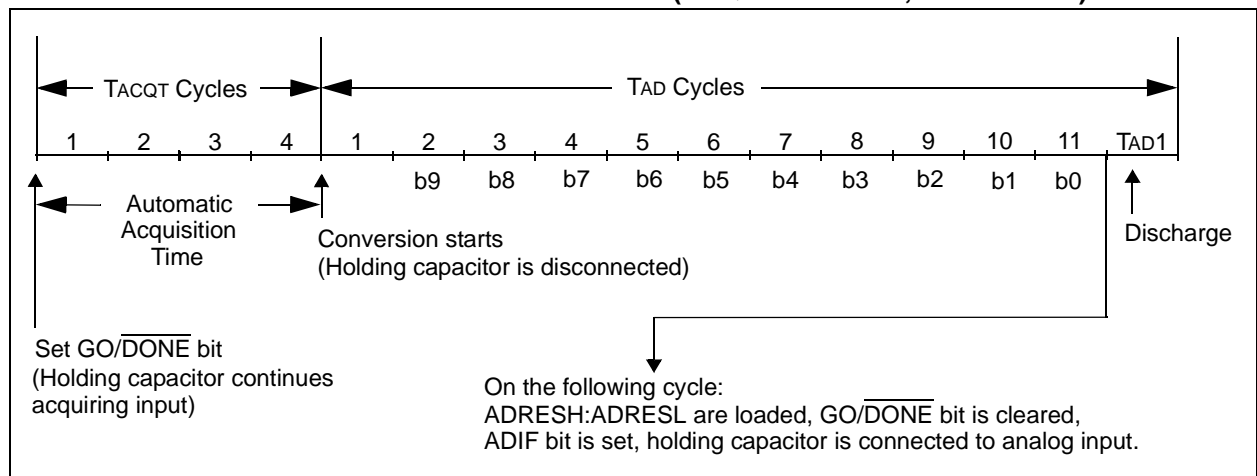 TACQT Cycles
TAD Cycles
1 2 3 4 1 2 3 4 5 6 7 8 9 10 11 TAD1
b9 b8 b7 b6 b5 b4 b3 b2 b1 b0
Automatic
Acquisition
Time
Conversion starts
(Holding capacitor is disconnected)
Discharge
Set GO/DONE bit
(Holding capacitor continues
acquiring input)
On the following cycle:
ADRESH:ADRESL are loaded, GO/DONE bit is cleared,
ADIF bit is set, holding capacitor is connected to analog input.